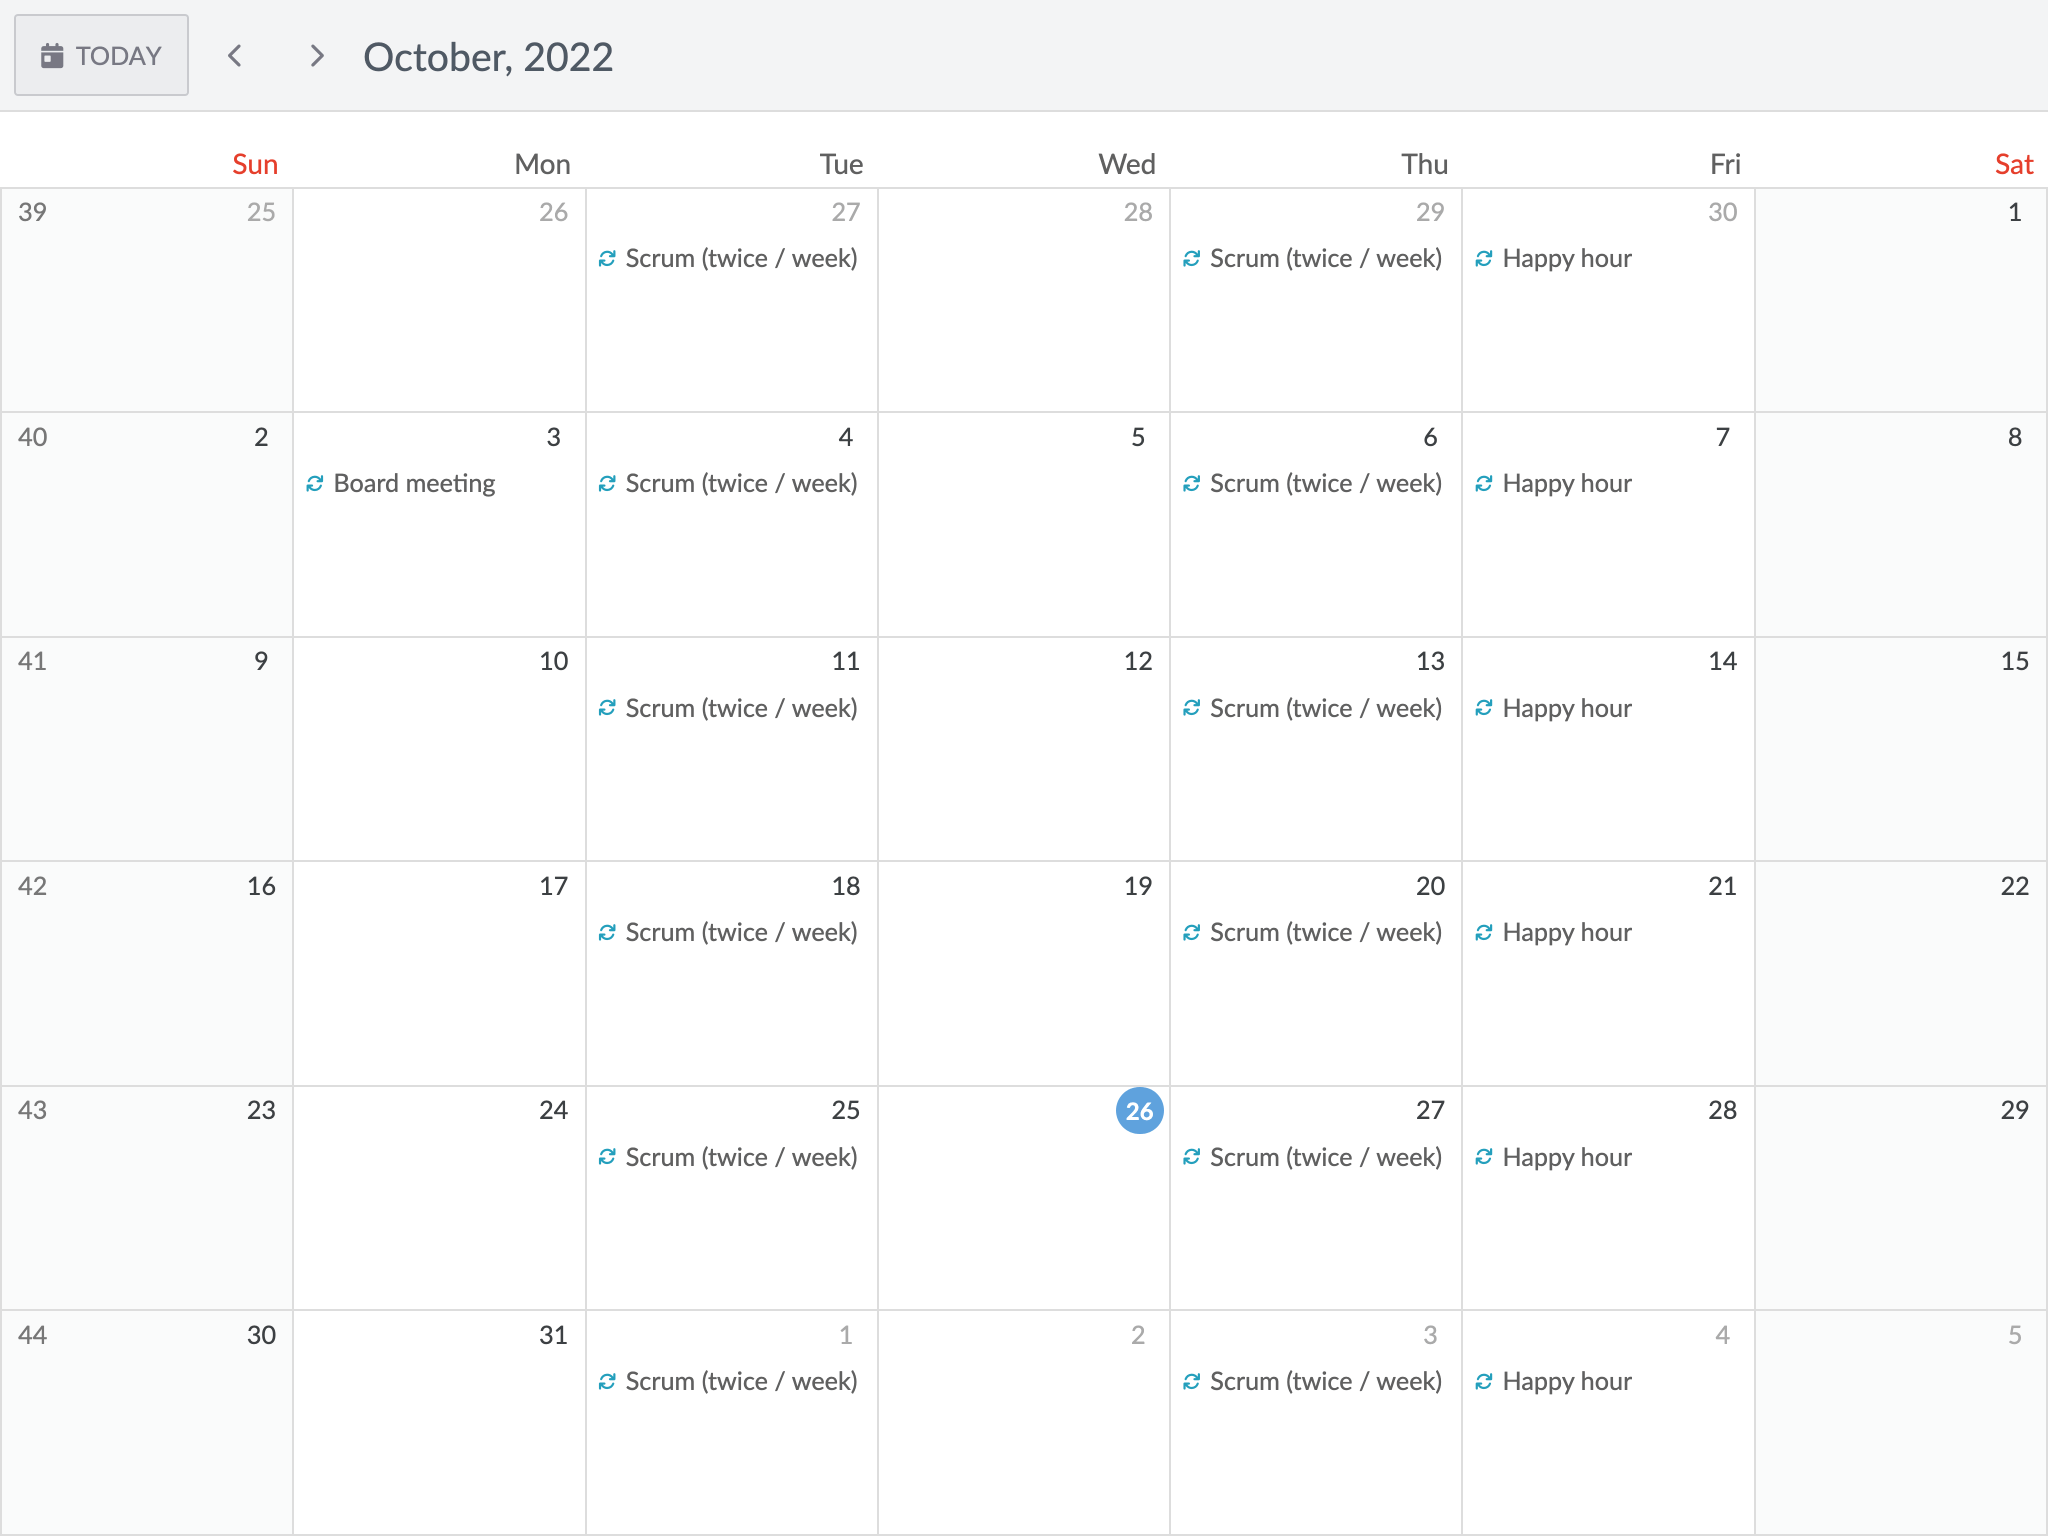 TODAY October, 2022
Sun Mon Tue Wed Thu Fri Sat
39 25 26 27 28 29 30 1
Scrum (twice / week) Scrum (twice / week) Happy hour
40 2 3 4 5 6 7 8
Board meeting Scrum (twice / week) Scrum (twice / week) Happy hour
41 9 10 11 12 13 14 15
Scrum (twice / week) Scrum (twice / week) Happy hour
42 16 17 18 19 20 21 22
Scrum (twice / week) Scrum (twice / week) Happy hour
43 23 24 25 26 27 28 29
Scrum (twice / week) Scrum (twice / week) Happy hour
44 30 31 1 2 3 4 5
Scrum (twice / week) Scrum (twice / week) Happy hour